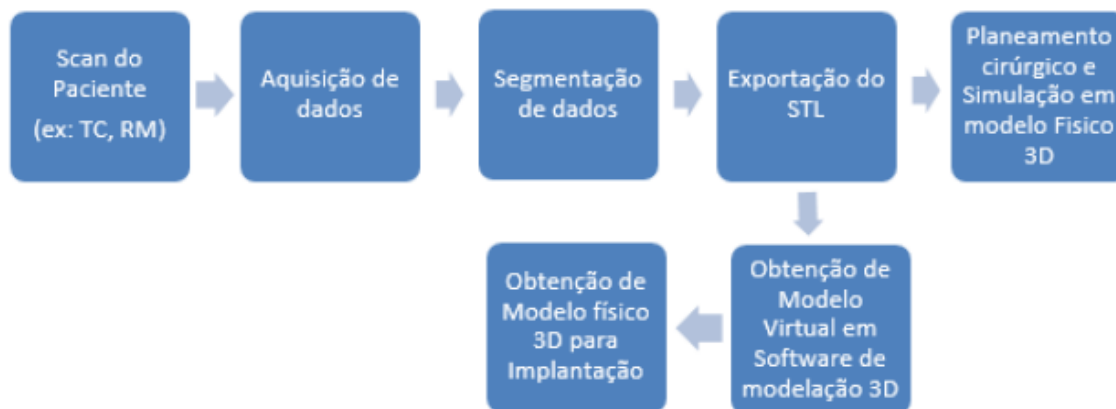 Scan do
Paciente
(ex: TC, RM)
Aquisição de
dados
Segmentação
de dados
Exportação do
STL
Planeamento
cirúrgico e
Simulação em
modelo Fisico
3D
Obtenção de
Modelo físico
3D para
Implantação
Obtenção de
Modelo
Virtual em
Software de
modelação 3D